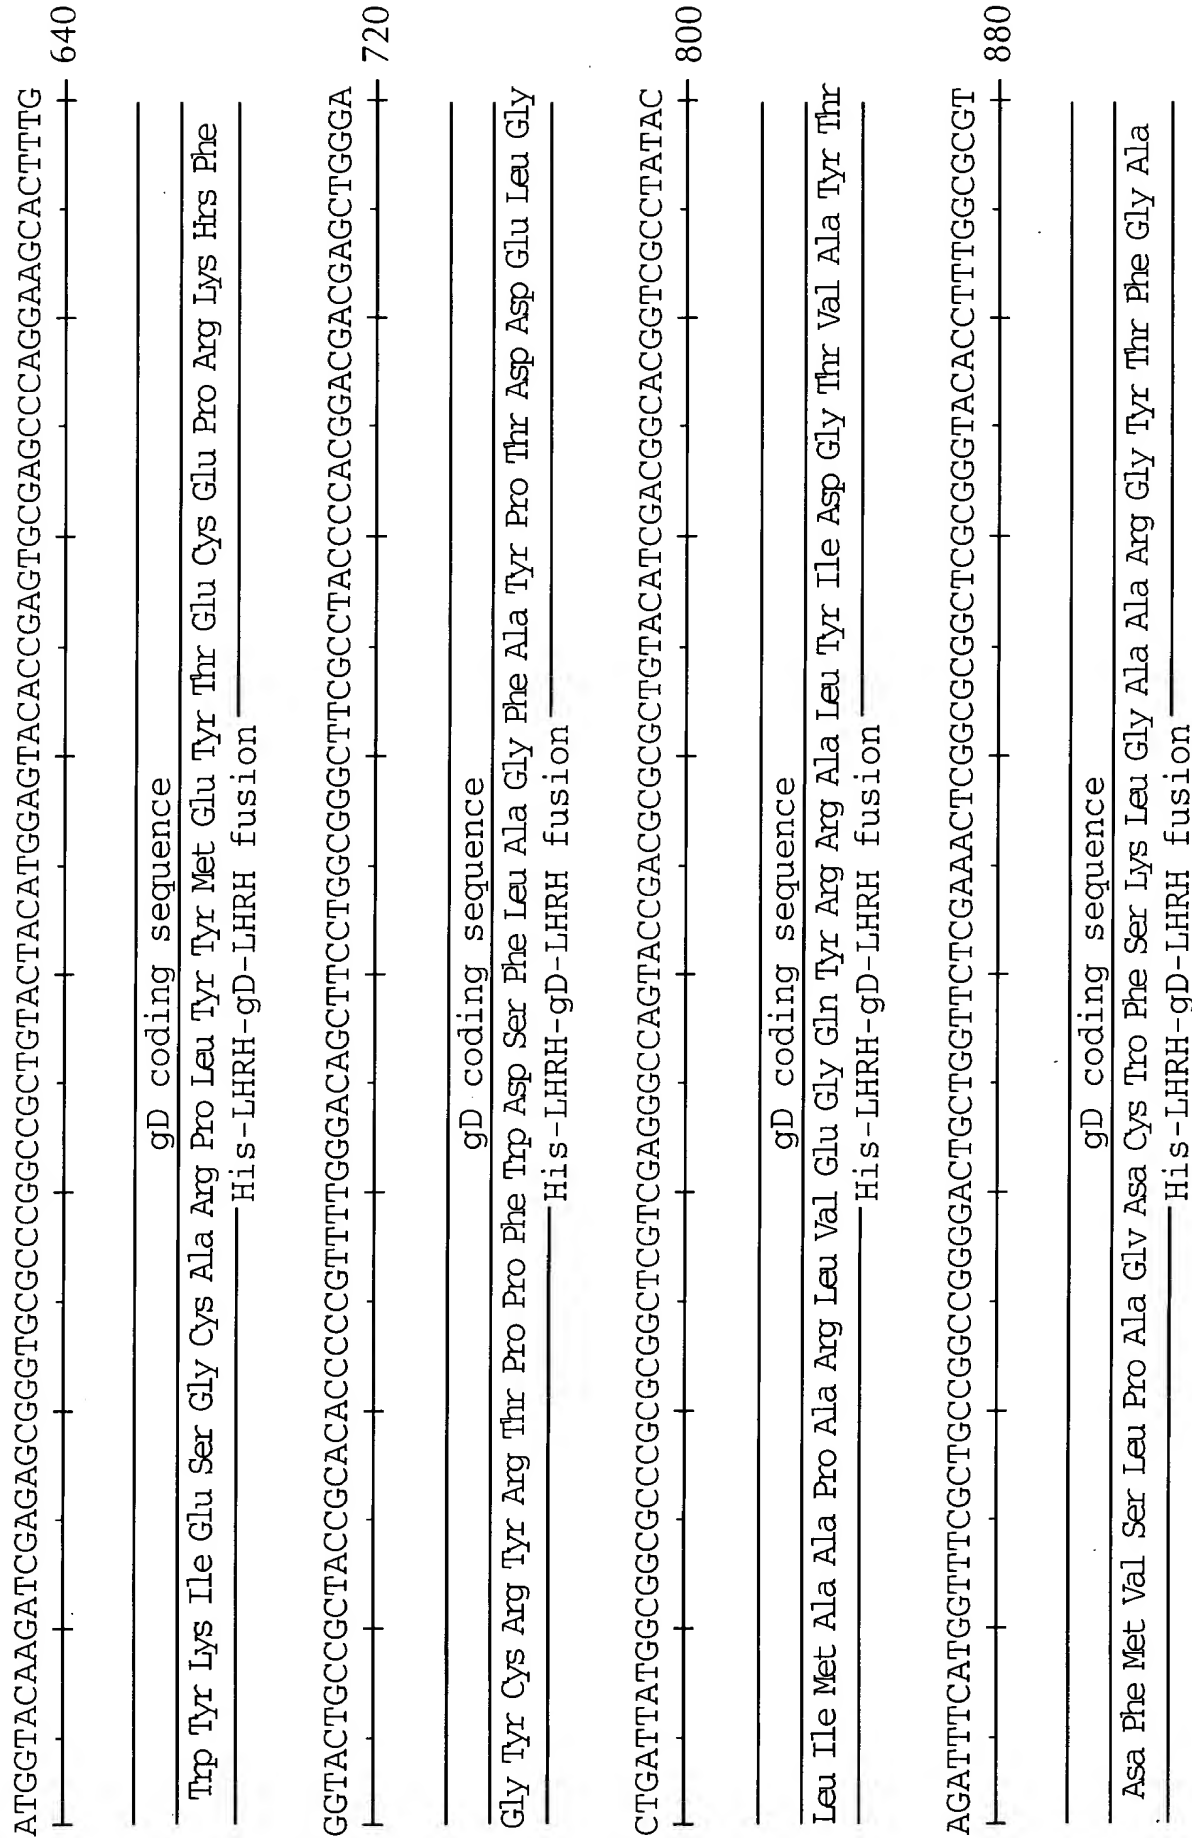 ATGGTACAAGATCGAGAGCGGGTGCGCCCGGCCGCTGTACTACATGGAGTACACCGAGTGCGAGCCCAGGAAGCACTTTG
640
gD coding sequence
Trp Tyr Lys Ile Glu Ser Gly Cys Ala Arg Pro Leu Tyr Tyr Met Glu Tyr Thr Glu Cys Glu Pro Arg Lys Hrs Phe
His-LHRH-gD-LHRH fusion
GGTACTGCCGCTACCGCACACCCCCGTTTTGGGACAGCTTCCTGGCGGGCTTCGCCTACCCCACGGACGACGAGCTGGGA
720
gD coding sequence
Gly Tyr Cys Arg Tyr Arg Thr Pro Pro Phe Trp Asp Ser Phe Leu Ala Gly Phe Ala Tyr Pro Thr Asp Asp Glu Leu Gly
His-LHRH-gD-LHRH fusion
CTGATTATGGCGGCGCCCGCGCGGCTCGTCGAGGGCCAGTACCGACGCGCGCTGTACATCGACGGCACGGTCGCCTATAC
800
gD coding sequence
Leu Ile Met Ala Ala Pro Ala Arg Leu Val Glu Gly Gln Tyr Arg Arg Ala Leu Tyr Ile Asp Gly Thr Val Ala Tyr Thr
His-LHRH-gD-LHRH fusion
AGATTTCATGGTTTCGCTGCCGGCCGGGGACTGCTGGTTCTCGAAACTCGGCGCGGCTCGCGGGTACACCTTTGGCGCGT
880
gD coding sequence
Asa Phe Met Val Ser Leu Pro Ala Glv Asa Cys Tro Phe Ser Lys Leu Gly Ala Ala Arg Gly Tyr Thr Phe Gly Ala
His-LHRH-gD-LHRH fusion